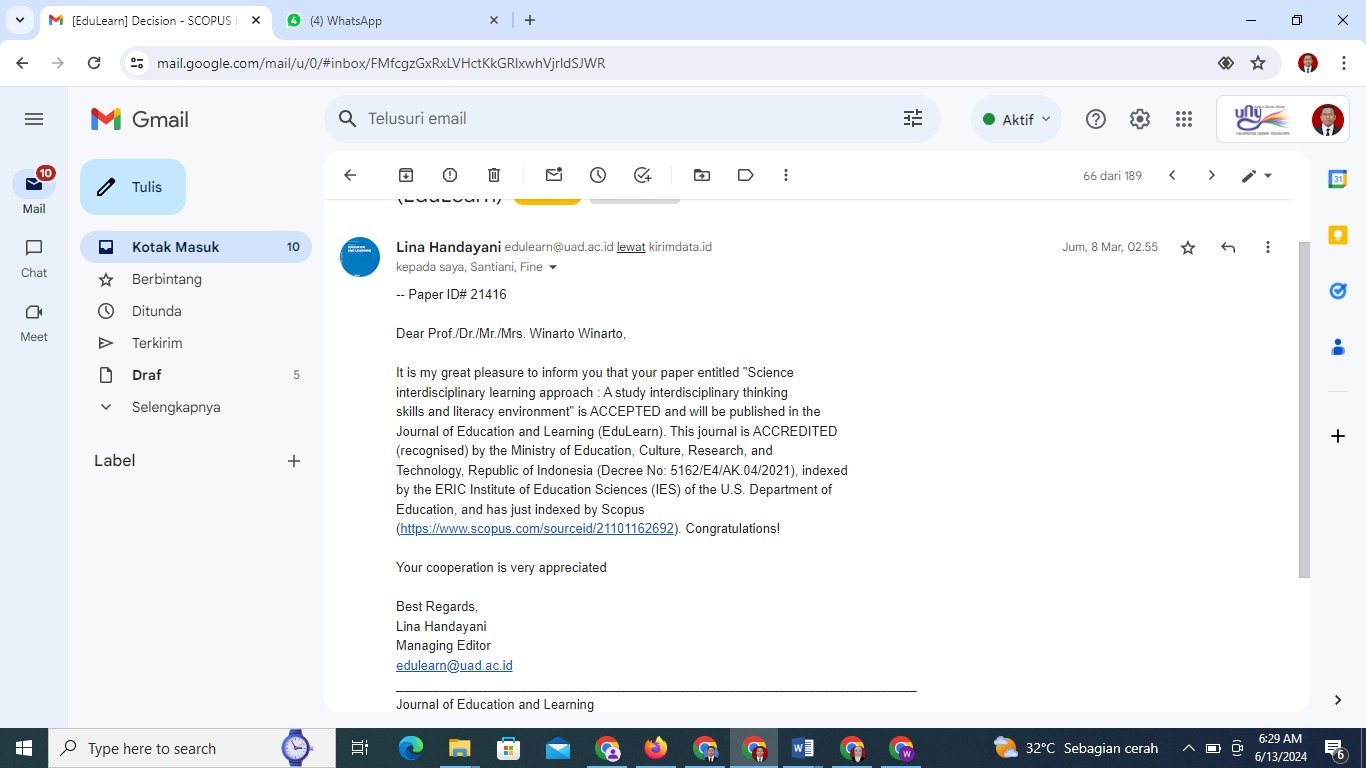 [EduLearn] Decision - SCOPUS i
(4) WhatsApp
mail.google.com/mail/u/0/#inbox/FMfcgzGxRxLVHctKkGRlxwhVjrldSJWR
Gmail
Telusuri email
Aktif
uny
Tulis
66 dari 189
10
Mail
Chat
Meet
Kotak Masuk 10
Berbintang
Ditunda
Terkirim
Draf 5
Selengkapnya
Label
(EduLearn)
Lina Handayani edulearn@uad.ac.id lewat kirimdata.id
Jum, 8 Mar, 02.55
kepada saya, Santiani, Fine
-- Paper ID# 21416
Dear Prof./Dr./Mr./Mrs. Winarto Winarto,
It is my great pleasure to inform you that your paper entitled "Science
interdisciplinary learning approach : A study interdisciplinary thinking
skills and literacy environment" is ACCEPTED and will be published in the
Journal of Education and Learning (EduLearn). This journal is ACCREDITED
(recognised) by the Ministry of Education, Culture, Research, and
Technology, Republic of Indonesia (Decree No: 5162/E4/AK.04/2021), indexed
by the ERIC Institute of Education Sciences (IES) of the U.S. Department of
Education, and has just indexed by Scopus
(https://www.scopus.com/sourceid/21101162692). Congratulations!
Your cooperation is very appreciated
Best Regards,
Lina Handayani
Managing Editor
edulearn@uad.ac.id
Journal of Education and Learning
31
Type here to search
32°C Sebagian cerah
6:29 AM
6/13/2024
6